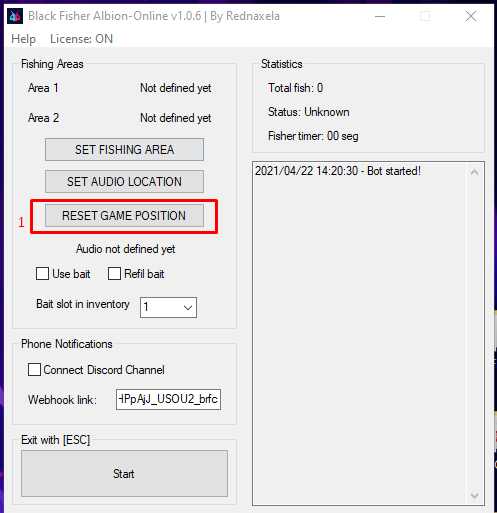 Black Fisher Albion-Online v1.0.6 | By Rednaxela
Help License: ON
Fishing Areas
Area 1 Not defined yet
Area 2 Not defined yet
SET FISHING AREA
SET AUDIO LOCATION
1 RESET GAME POSITION
Audio not defined yet
Use bait Refil bait
Bait slot in inventory 1
Phone Notifications
Connect Discord Channel
Webhook link: HPpAjJ_USOU2_brfc
Exit with [ESC]
Start
Statistics
Total fish: 0
Status: Unknown
Fisher timer: 00 seg
2021/04/22 14:20:30 - Bot started!